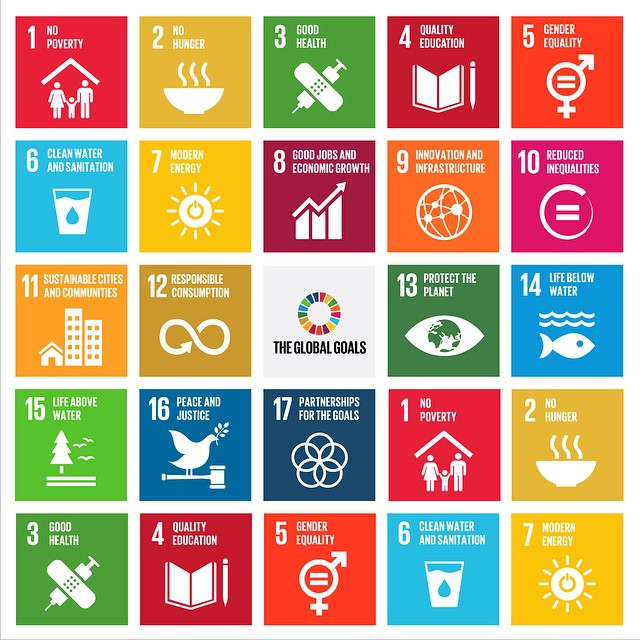 1 NO
POVERTY
2 NO
HUNGER
3 GOOD
HEALTH
4 QUALITY
EDUCATION
5 GENDER
EQUALITY
6 CLEAN WATER
AND SANITATION
7 MODERN
ENERGY
8 GOOD JOBS AND
ECONOMIC GROWTH
9 INNOVATION AND
INFRASTRUCTURE
10 REDUCED
INEQUALITIES
11 SUSTAINABLE CITIES
AND COMMUNITIES
12 RESPONSIBLE
CONSUMPTION
THE GLOBAL GOALS
13 PROTECT THE
PLANET
14 LIFE BELOW
WATER
15 LIFE ABOVE
WATER
16 PEACE AND
JUSTICE
17 PARTNERSHIPS
FOR THE GOALS
1 NO
POVERTY
2 NO
HUNGER
3 GOOD
HEALTH
4 QUALITY
EDUCATION
5 GENDER
EQUALITY
6 CLEAN WATER
AND SANITATION
7 MODERN
ENERGY